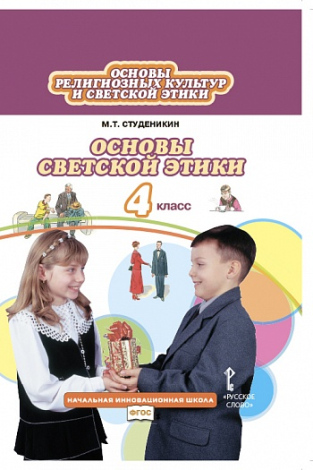 ОСНОВЫ
РЕЛИГИОЗНЫХ КУЛЬТУР
И СВЕТСКОЙ ЭТИКИ
М.Т. СТУДЕНИКИН
ОСНОВЫ
СВЕТСКОЙ ЭТИКИ
4 КЛАСС
НАЧАЛЬНАЯ ИННОВАЦИОННАЯ ШКОЛА
ФГОС
«РУССКОЕ
СЛОВО»